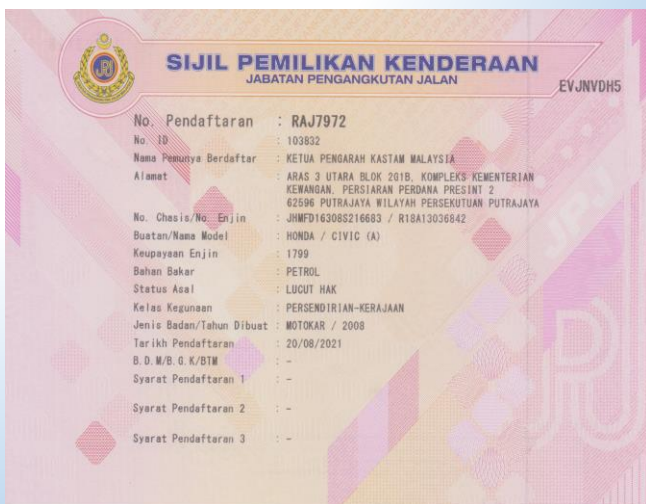 SIJIL PEMILIKAN KENDERAAN
JABATAN PENGANGKUTAN JALAN
EVJNVDH5
No. Pendaftaran : RAJ7972
No. ID : 103832
Nama Pemunya Berdaftar : KETUA PENGARAH KASTAM MALAYSIA
Alamat : ARAS 3 UTARA BLOK 2G1B, KOMPLEKS KEMENTERIAN
KEWANGAN, PERSIARAN PERDANA PRESINT 2
62596 PUTRAJAYA WILAYAH PERSEKUTUAN PUTRAJAYA
No. Chasis/No. Enjin : JHMFD16308S216683 / R18A13036842
Buatan/Nama Model : HONDA / CIVIC (A)
Keupayaan Enjin : 1799
Bahan Bakar : PETROL
Status Asal : LUCUT HAK
Kelas Kegunaan : PERSENDIRIAN-KERAJAAN
Jenis Badan/Tahun Dibuat : MOTOKAR / 2008
Tarikh Pendaftaran : 20/08/2021
B.D.M/B.G.K/BTM : -
Syarat Pendaftaran 1 : -
Syarat Pendaftaran 2 : -
Syarat Pendaftaran 3 : -
JPJ